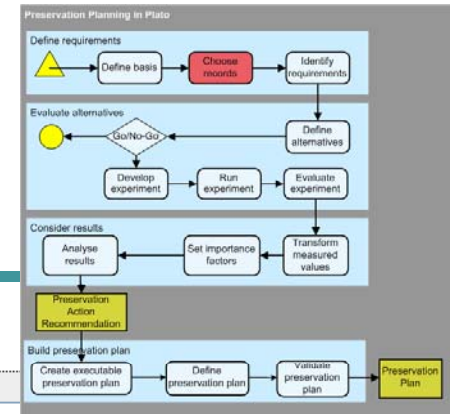 Preservation Planning in Plato
Define requirements
Define basis
Choose
records
Identify
requirements
Evaluate alternatives
Go/No-Go
Define
alternatives
Develop
experiment
Run
experiment
Evaluate
experiment
Consider results
Analyse
results
Set importance
factors
Transform
measured
values
Preservation
Action
Recommendation
Build preservation plan
Create executable
preservation plan
Define
preservation plan
Validate
preservation
plan
Preservation
Plan